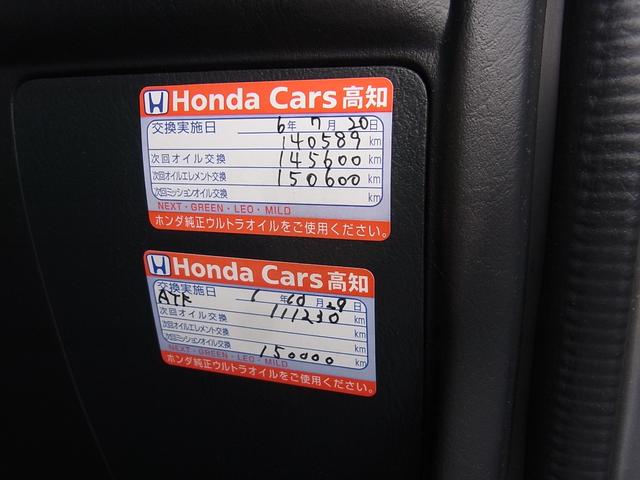 Honda Cars 高知
交換実施日 6年 7月 20日
140589 km
次回オイル交換 145600 km
次回オイルエレメント交換 150600 km
次回ミッションオイル交換 km
NEXT・GREEN・LEO・MILD
ホンダ純正ウルトラオイルをご使用ください。
Honda Cars 高知
交換実施日 1年 10月 29日
ATF 111230 km
次回オイル交換 km
次回オイルエレメント交換 km
次回ミッションオイル交換 150000 km
NEXT・GREEN・LEO・MILD
ホンダ純正ウルトラオイルをご使用ください。